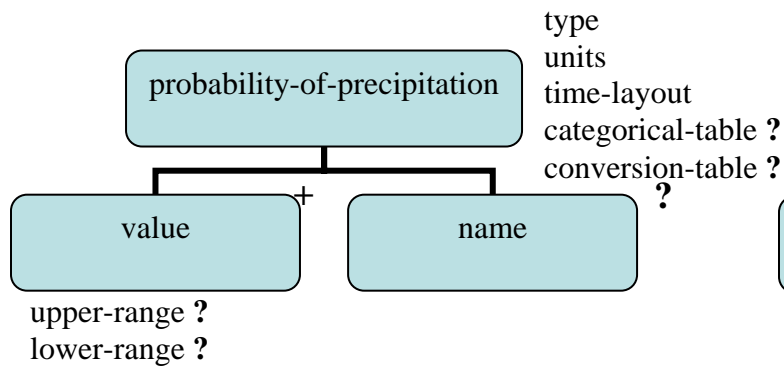 type
units
time-layout
categorical-table ?
conversion-table ?
probability-of-precipitation
+
?
value
name
upper-range ?
lower-range ?